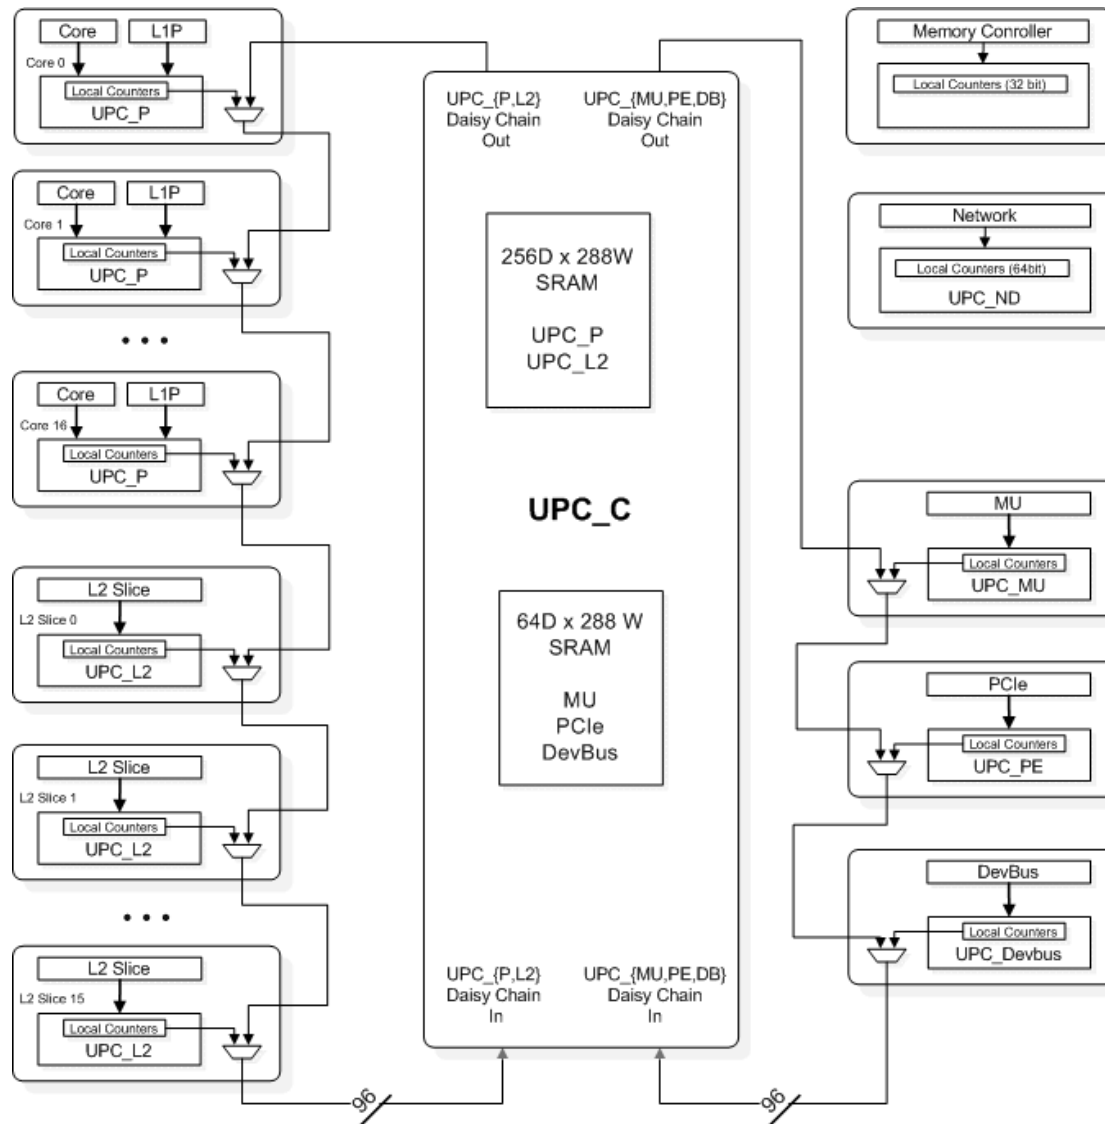 Core L1P
Core 0
Local Counters
UPC_P
Core L1P
Core 1
Local Counters
UPC_P
• • •
Core L1P
Core 16
Local Counters
UPC_P
L2 Slice
L2 Slice 0
Local Counters
UPC_L2
L2 Slice
L2 Slice 1
Local Counters
UPC_L2
• • •
L2 Slice
L2 Slice 15
Local Counters
UPC_L2
96
UPC_{P,L2}
Daisy Chain
Out
UPC_{MU,PE,DB}
Daisy Chain
Out
256D x 288W
SRAM
UPC_P
UPC_L2
UPC_C
64D x 288 W
SRAM
MU
PCIe
DevBus
UPC_{P,L2}
Daisy Chain
In
UPC_{MU,PE,DB}
Daisy Chain
In
Memory Conroller
Local Counters (32 bit)
Network
Local Counters (64bit)
UPC_ND
MU
Local Counters
UPC_MU
PCIe
Local Counters
UPC_PE
DevBus
Local Counters
UPC_Devbus
96